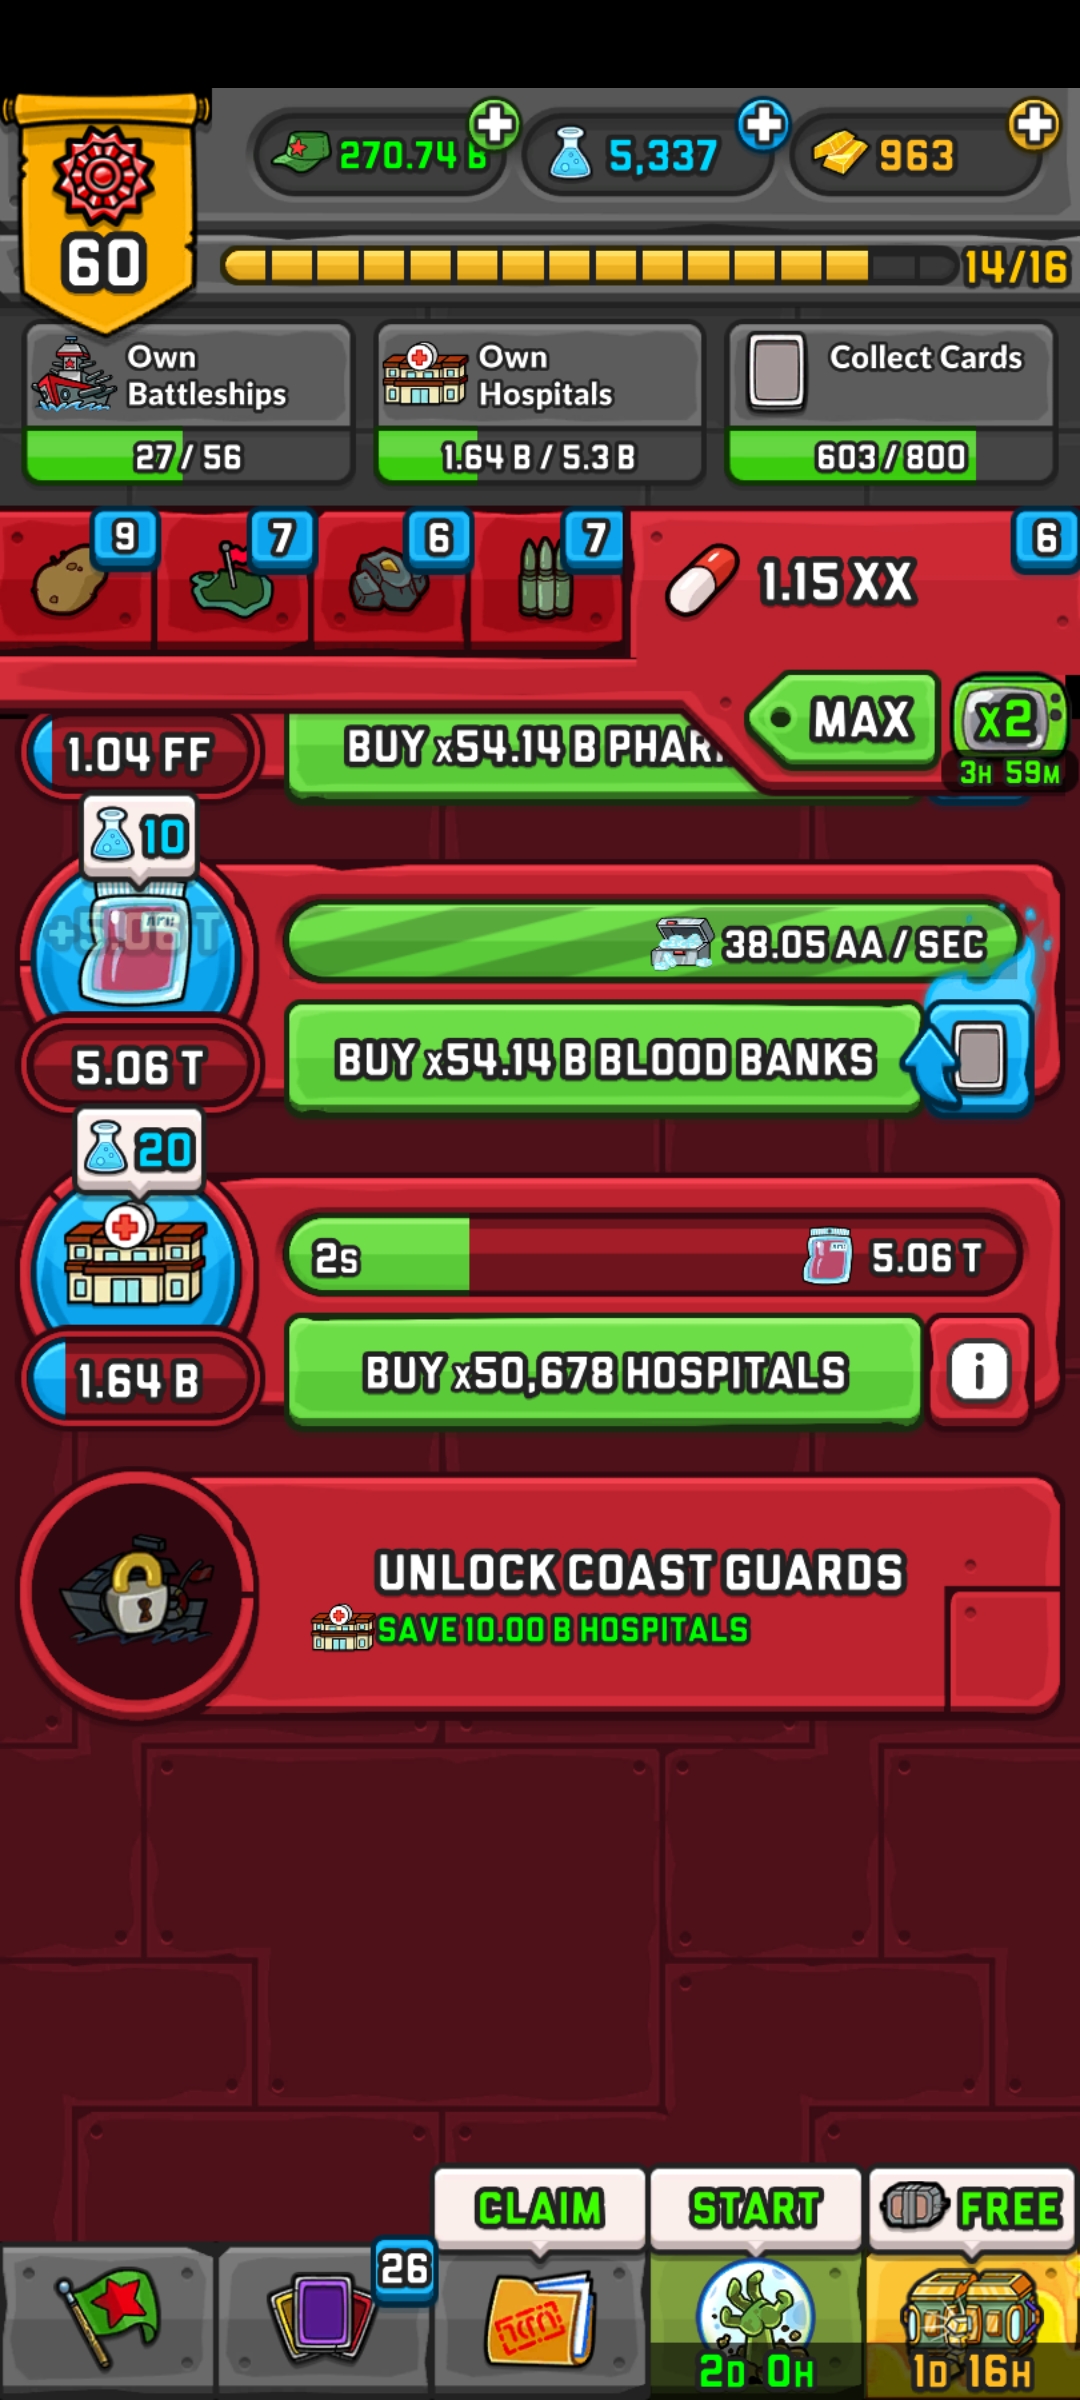 270.74 B
5,337
963
60
14/16
Own
Battleships
27 / 56
Own
Hospitals
1.64 B / 5.3 B
Collect Cards
603 / 800
9
7
6
7
1.15 XX
6
MAX
x2
3H 59M
1.04 FF
BUY x54.14 B PHAR
10
+5.06 T
38.05 AA / SEC
5.06 T
BUY x54.14 B BLOOD BANKS
20
2s
5.06 T
1.64 B
BUY x50,678 HOSPITALS
i
UNLOCK COAST GUARDS
SAVE 10.00 B HOSPITALS
CLAIM
START
FREE
26
2D 0H
1D 16H